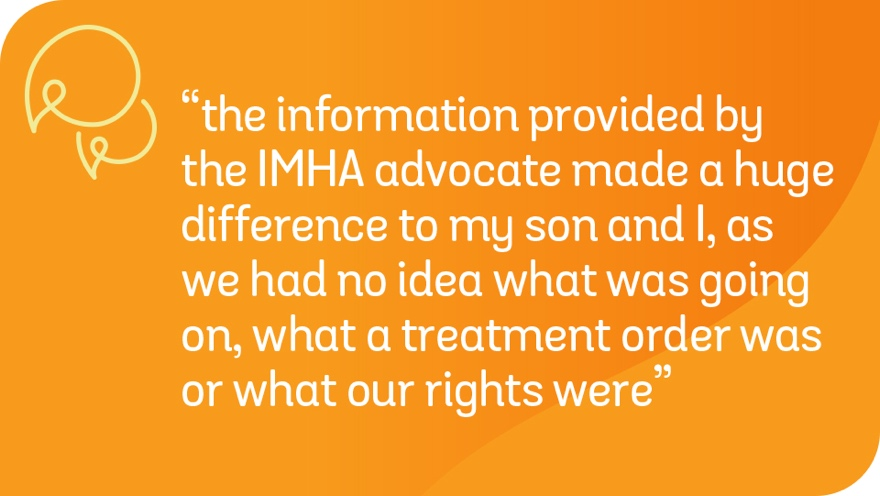 “the information provided by
the IMHA advocate made a huge
difference to my son and I, as
we had no idea what was going
on, what a treatment order was
or what our rights were”